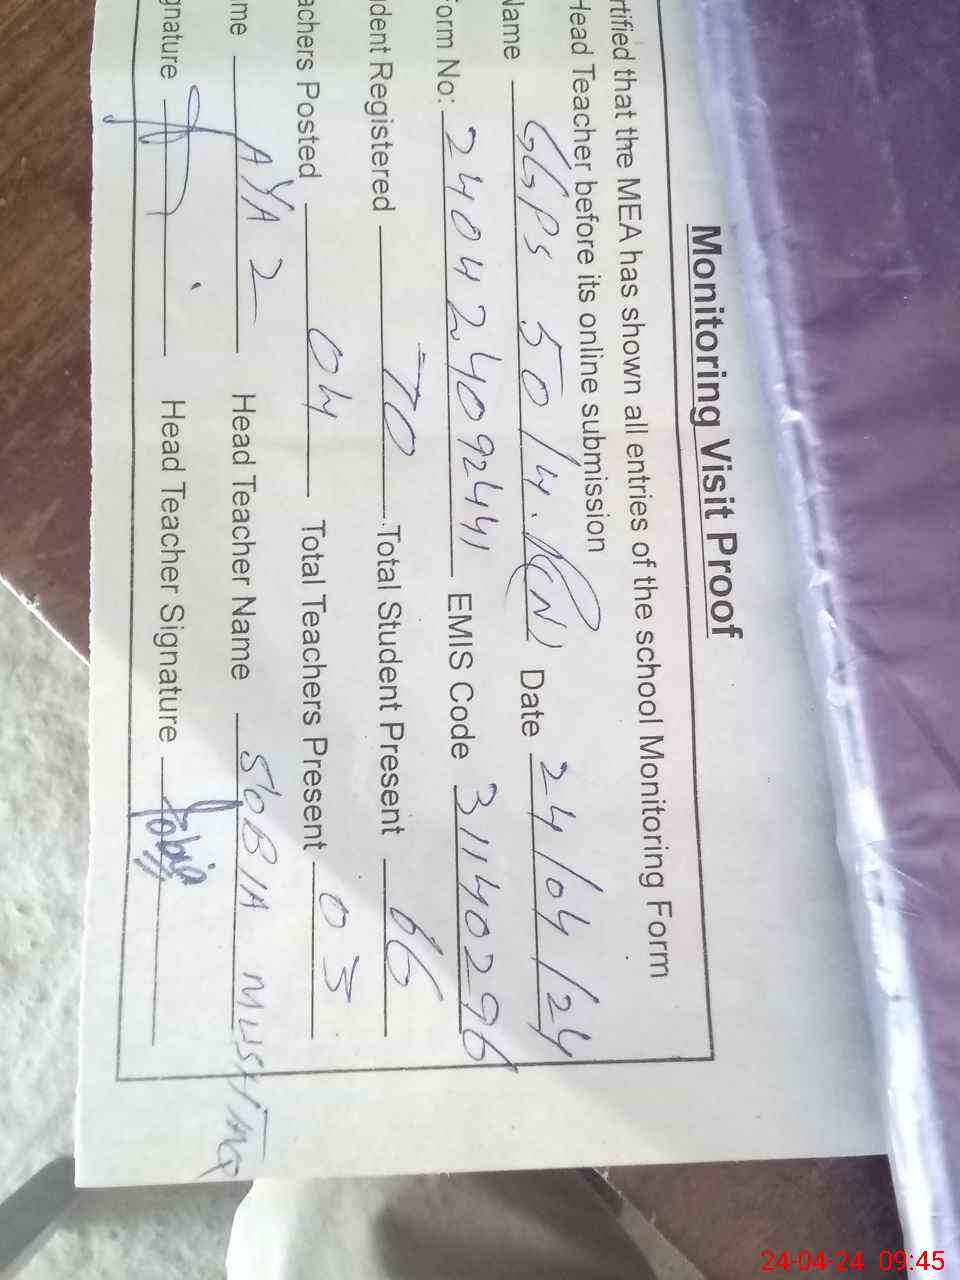 Monitoring Visit Proof
rtified that the MEA has shown all entries of the school Monitoring Form
Head Teacher before its online submission
Name GGPS 50/4.R(N) Date 24/04/24
Form No: 240424092441 EMIS Code 31140296
dent Registered 70 Total Student Present 66
achers Posted 04 Total Teachers Present 03
me AYAZ Head Teacher Name SOBIA MUSHTAQ
gnature Head Teacher Signature Sobia
24-04-24 09:45